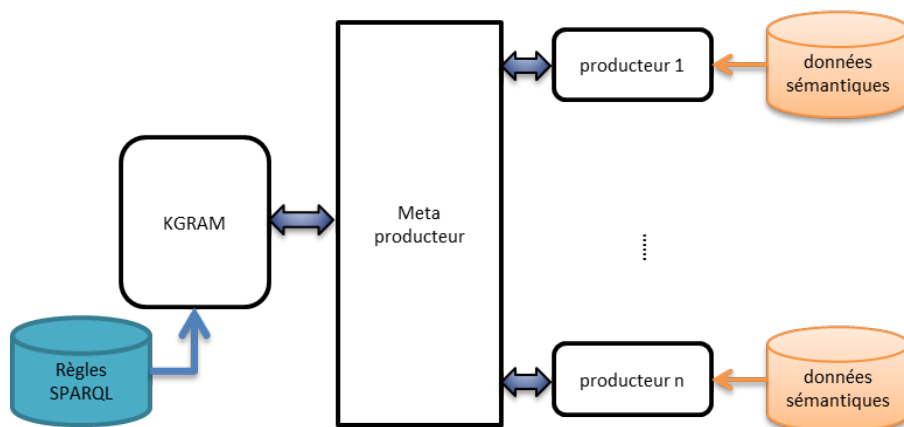 producteur 1
données
sémantiques
KGRAM
Meta
producteur
Règles
SPARQL
producteur n
données
sémantiques